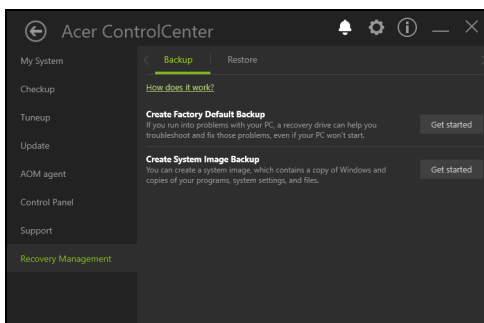 Acer ControlCenter
My System
Checkup
Tuneup
Update
AOM agent
Control Panel
Support
Recovery Management
Backup
Restore
How does it work?
Create Factory Default Backup
If you run into problems with your PC, a recovery drive can help you
troubleshoot and fix those problems, even if your PC won't start.
Get started
Create System Image Backup
You can create a system image, which contains a copy of Windows and
copies of your programs, system settings, and files.
Get started